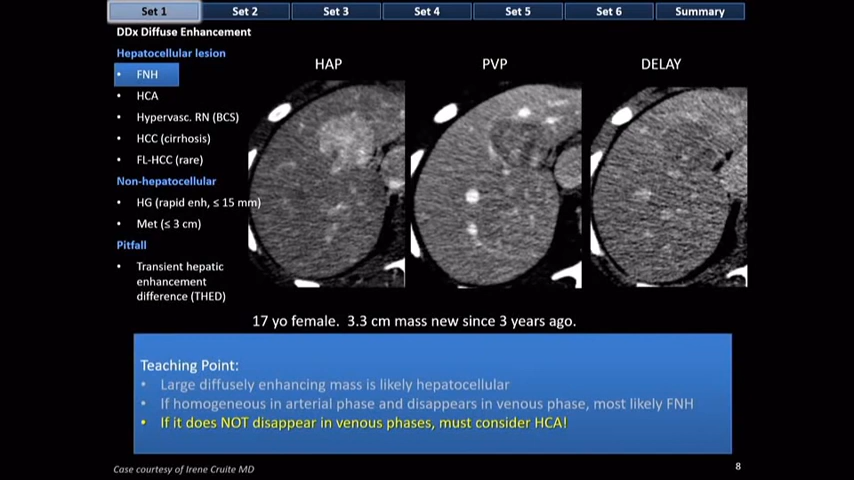 Set 1 Set 2 Set 3 Set 4 Set 5 Set 6 Summary
DDx Diffuse Enhancement
Hepatocellular lesion
• FNH
• HCA
• Hypervasc. RN (BCS)
• HCC (cirrhosis)
• FL-HCC (rare)
Non-hepatocellular
• HG (rapid enh, ≤ 15 mm)
• Met (≤ 3 cm)
Pitfall
• Transient hepatic
enhancement
difference (THED)
HAP PVP DELAY
17 yo female. 3.3 cm mass new since 3 years ago.
Teaching Point:
• Large diffusely enhancing mass is likely hepatocellular
• If homogeneous in arterial phase and disappears in venous phase, most likely FNH
• If it does NOT disappear in venous phases, must consider HCA!
Case courtesy of Irene Cruite MD
8